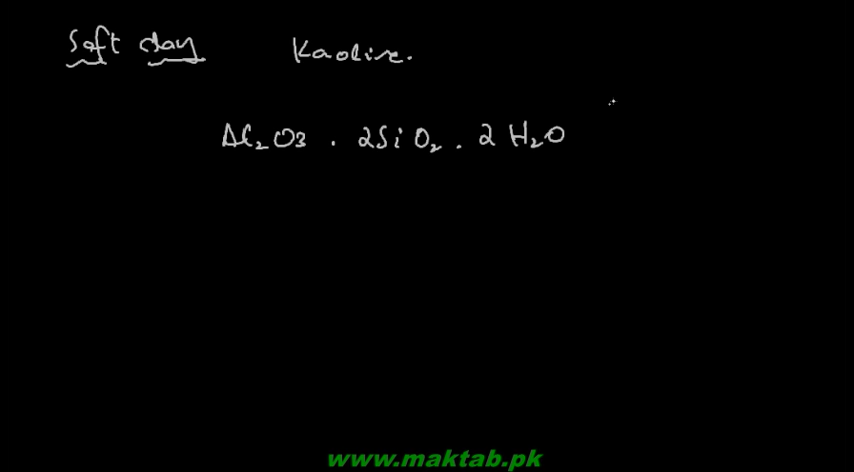 Soft clay Kaoline.
Al₂O₃ . 2SiO₂ . 2H₂O
www.maktab.pk